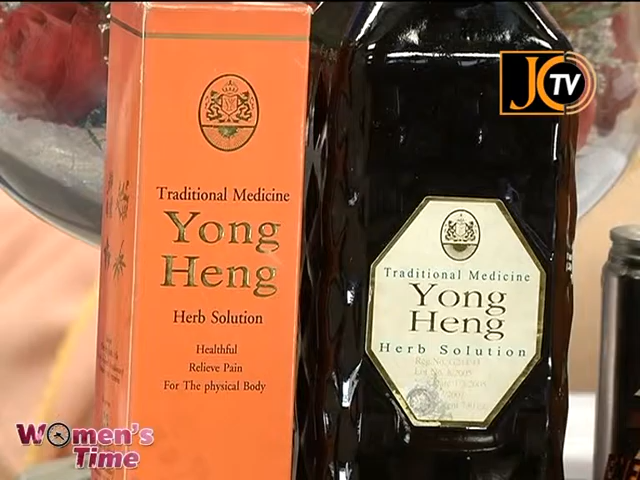 Traditional Medicine
Yong
Heng
Herb Solution
Healthful
Relieve Pain
For The physical Body
Traditional Medicine
Yong
Heng
Herb Solution
JC TV
Women's
Time